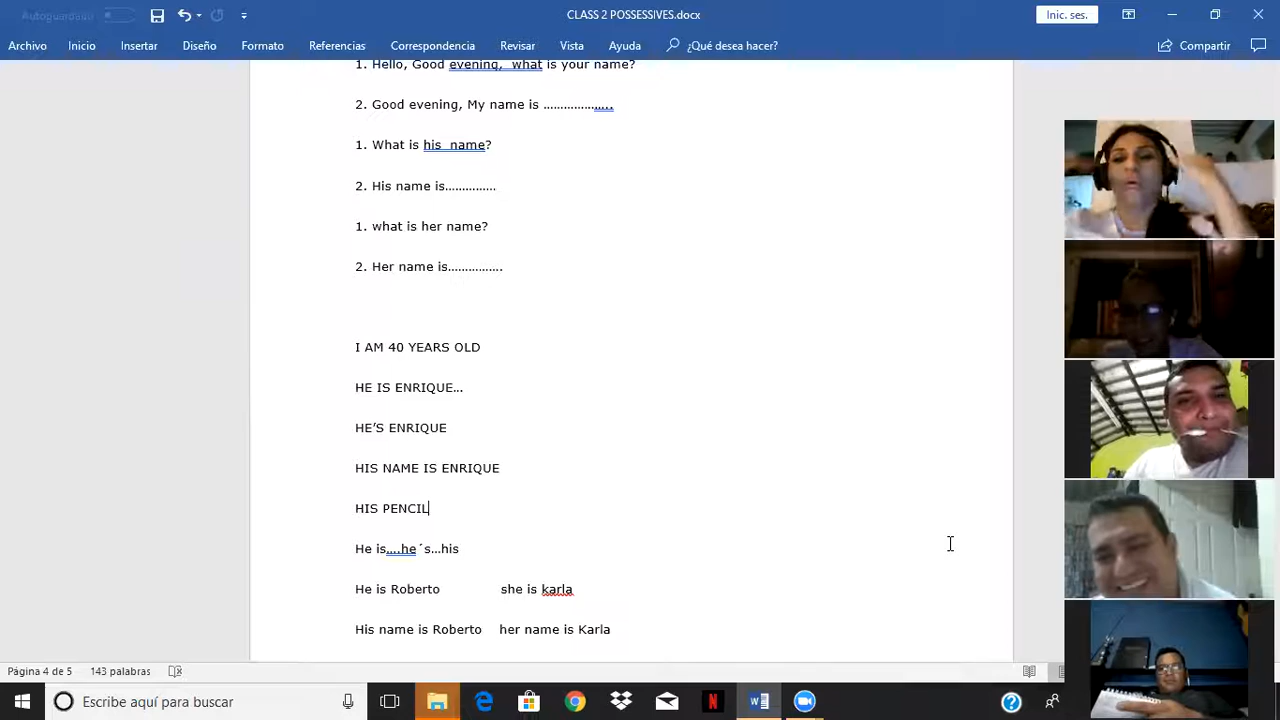 Autoguardado
CLASS 2 POSSESSIVES.docx
Inic. ses.
Archivo Inicio Insertar Diseño Formato Referencias Correspondencia Revisar Vista Ayuda ¿Qué desea hacer? Compartir
1. Hello, Good evening,  what is your name?
2. Good evening, My name is …………………..
1. What is his  name?
2. His name is……………
1. what is her name?
2. Her name is…………….
I AM 40 YEARS OLD
HE IS ENRIQUE…
HE’S ENRIQUE
HIS NAME IS ENRIQUE
HIS PENCIL
He is….he´s…his
He is Roberto she is karla
His name is Roberto her name is Karla
Página 4 de 5 143 palabras
Escribe aquí para buscar